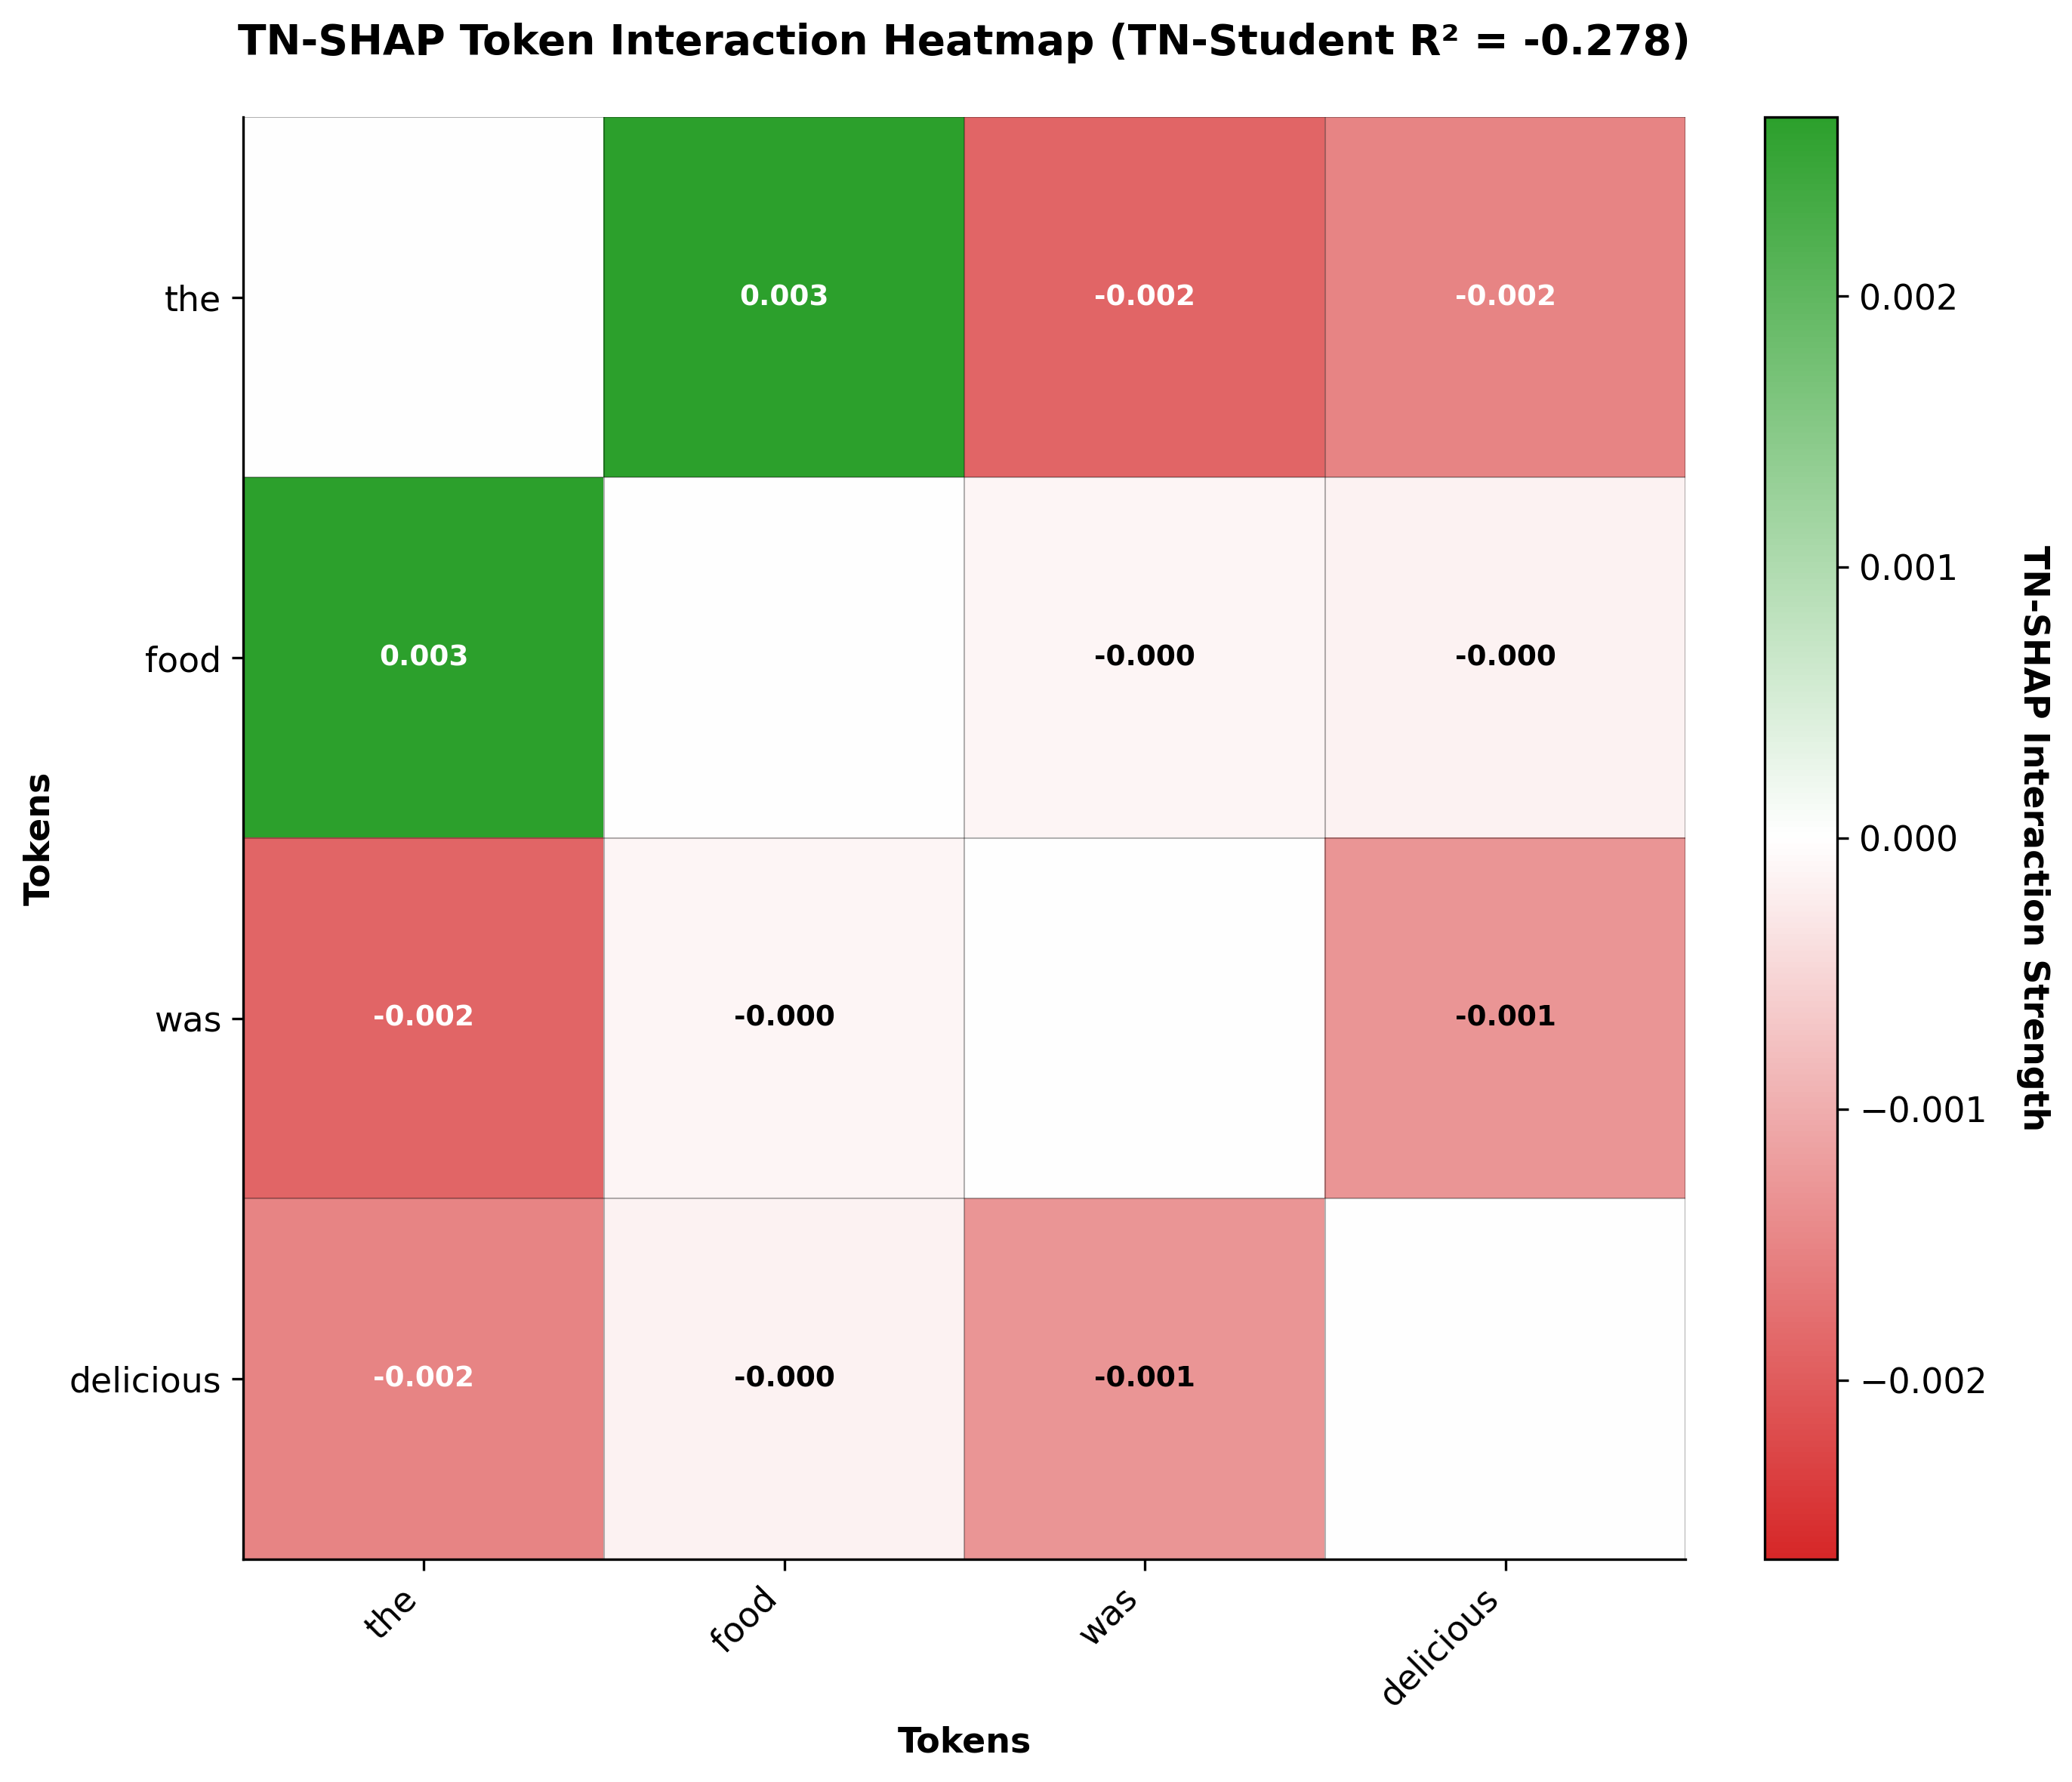 TN-SHAP Token Interaction Heatmap (TN-Student R² = -0.278)
the
0.003
-0.002
-0.002
food
0.003
-0.000
-0.000
was
-0.002
-0.000
-0.001
delicious
-0.002
-0.000
-0.001
the
food
was
delicious
Tokens
Tokens
0.002
0.001
0.000
−0.001
−0.002
TN-SHAP Interaction Strength